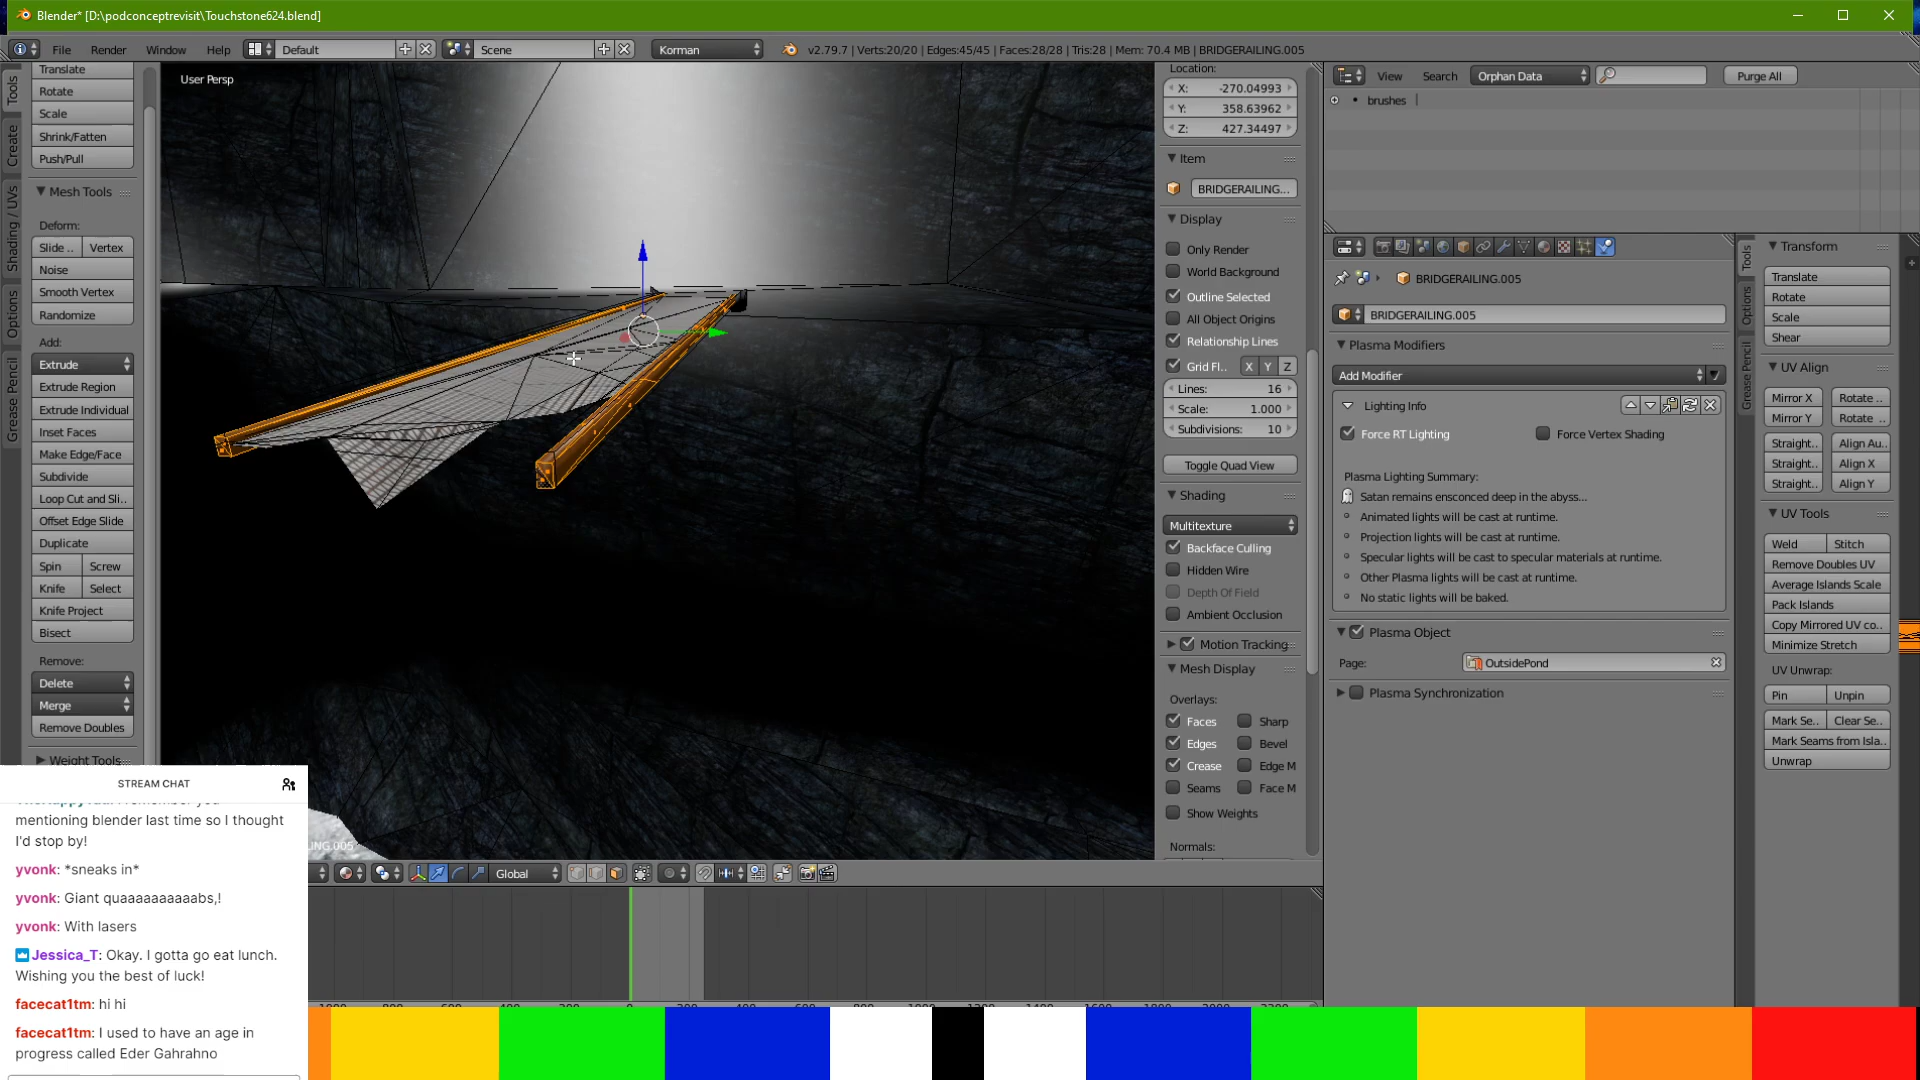 Blender* [D:\podconceptrevisit\Touchstone624.blend]
File Render Window Help Default Scene Korman v2.79.7 | Verts:20/20 | Edges:45/45 | Faces:28/28 | Tris:28 | Mem: 70.4 MB | BRIDGERAILING.005
Tools
Create
Shading / UVs
Options
Grease Pencil
Translate
Rotate
Scale
Shrink/Fatten
Push/Pull
Mesh Tools
Deform:
Slide .. Vertex
Noise
Smooth Vertex
Randomize
Add:
Extrude
Extrude Region
Extrude Individual
Inset Faces
Make Edge/Face
Subdivide
Loop Cut and Sli..
Offset Edge Slide
Duplicate
Spin Screw
Knife Select
Knife Project
Bisect
Remove:
Delete
Merge
Remove Doubles
Weight Tools
User Persp
ING.005
Location:
X: -270.04993
Y: 358.63962
Z: 427.34497
Item
BRIDGERAILING...
Display
Only Render
World Background
Outline Selected
All Object Origins
Relationship Lines
Grid Fl.. X Y Z
Lines: 16
Scale: 1.000
Subdivisions: 10
Toggle Quad View
Shading
Multitexture
Backface Culling
Hidden Wire
Depth Of Field
Ambient Occlusion
Motion Tracking
Mesh Display
Overlays:
Faces Sharp
Edges Bevel
Crease Edge M
Seams Face M
Show Weights
Normals:
View Search Orphan Data Purge All
brushes
BRIDGERAILING.005
BRIDGERAILING.005
Plasma Modifiers
Add Modifier
Lighting Info
Force RT Lighting Force Vertex Shading
Plasma Lighting Summary:
Satan remains ensconced deep in the abyss...
Animated lights will be cast at runtime.
Projection lights will be cast at runtime.
Specular lights will be cast to specular materials at runtime.
Other Plasma lights will be cast at runtime.
No static lights will be baked.
Plasma Object
Page: OutsidePond
Plasma Synchronization
Tools
Options
Grease Pencil
Transform
Translate
Rotate
Scale
Shear
UV Align
Mirror X Rotate ..
Mirror Y Rotate ..
Straight.. Align Au..
Straight.. Align X
Straight.. Align Y
UV Tools
Weld Stitch
Remove Doubles UV
Average Islands Scale
Pack Islands
Copy Mirrored UV co..
Minimize Stretch
UV Unwrap:
Pin Unpin
Mark Se.. Clear Se..
Mark Seams from Isla..
Unwrap
Global
STREAM CHAT
mentioning blender last time so I thought
I'd stop by!
yvonk: *sneaks in*
yvonk: Giant quaaaaaaaaaabs,!
yvonk: With lasers
Jessica_T: Okay. I gotta go eat lunch.
Wishing you the best of luck!
facecat1tm: hi hi
facecat1tm: I used to have an age in
progress called Eder Gahrahno